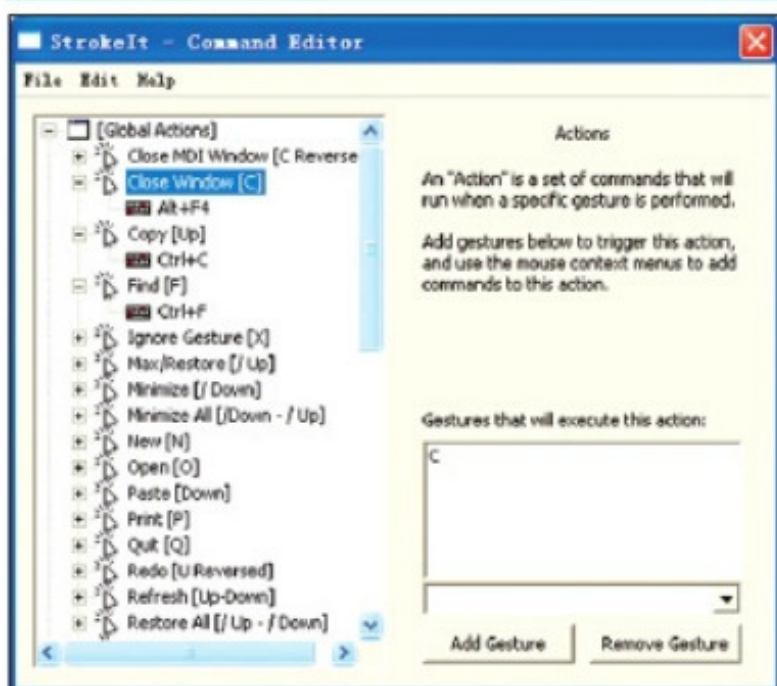 StrokeIt - Command Editor
File Edit Help
[Global Actions]
Close MDI Window [C Reverse
Close Window [C]
Alt+F4
Copy [Up]
Ctrl+C
Find [F]
Ctrl+F
Ignore Gesture [X]
Max/Restore [/ Up]
Minimize [/ Down]
Minimize All [/Down - / Up]
New [N]
Open [O]
Paste [Down]
Print [P]
Quit [Q]
Redo [U Reversed]
Refresh [Up-Down]
Restore All [/ Up - / Down]
Actions
An "Action" is a set of commands that will
run when a specific gesture is performed.
Add gestures below to trigger this action,
and use the mouse context menus to add
commands to this action.
Gestures that will execute this action:
C
Add Gesture
Remove Gesture